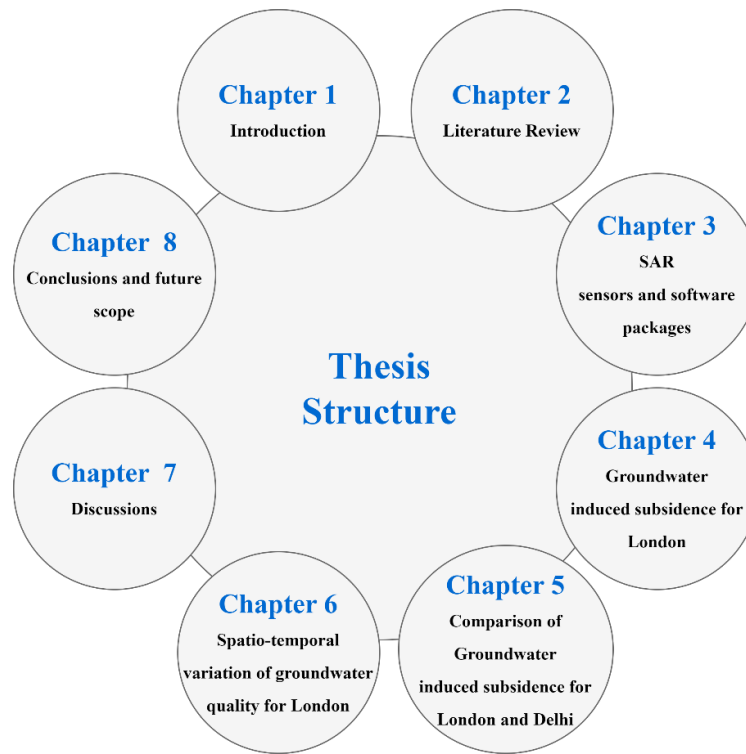 Chapter 1
Introduction
Chapter 2
Literature Review
Chapter 3
SAR
sensors and software
packages
Chapter 4
Groundwater
induced subsidence for
London
Chapter 5
Comparison of
Groundwater
induced subsidence for
London and Delhi
Chapter 6
Spatio-temporal
variation of groundwater
quality for London
Chapter 7
Discussions
Chapter 8
Conclusions and future
scope
Thesis
Structure